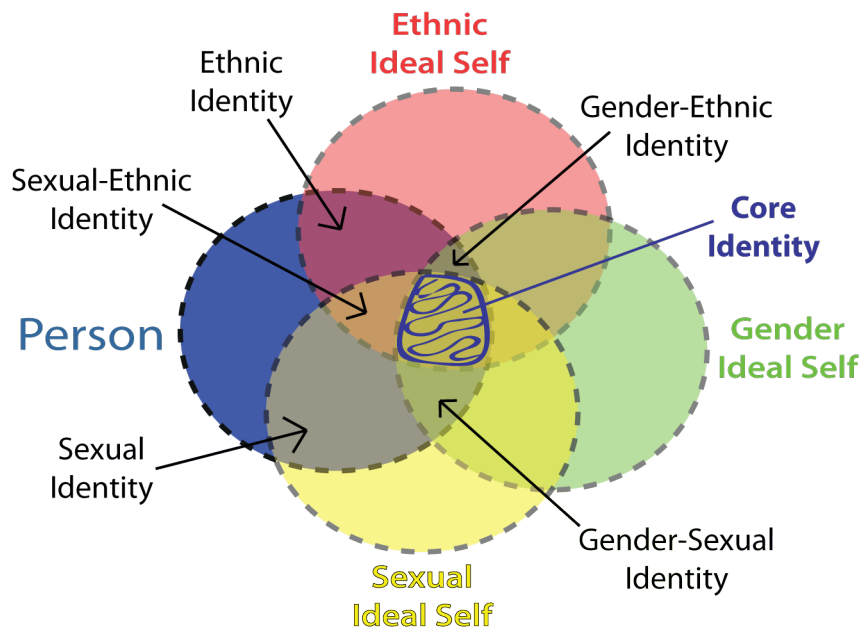 Ethnic
Ideal Self
Ethnic
Identity
Gender-Ethnic
Identity
Sexual-Ethnic
Identity
Core
Identity
Person
Gender
Ideal Self
Sexual
Identity
Gender-Sexual
Identity
Sexual
Ideal Self